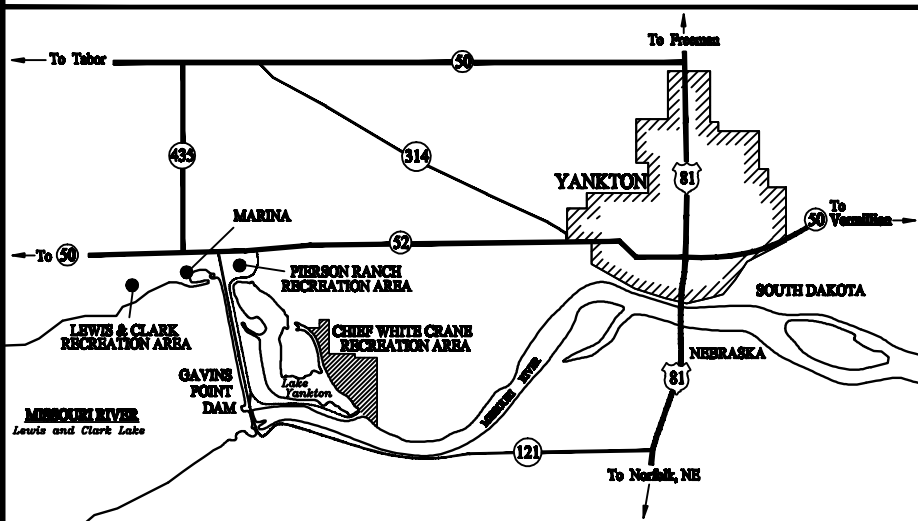 To Freeman
To Tabor
50
435
314
YANKTON
81
To
Vermillion
50
MARINA
52
To 50
PIERSON RANCH
RECREATION AREA
SOUTH DAKOTA
LEWIS & CLARK
RECREATION AREA
CHIEF WHITE CRANE
RECREATION AREA
NEBRASKA
GAVINS
POINT
DAM
Lake
Yankton
MISSOURI RIVER
81
MISSOURI RIVER
Lewis and Clark Lake
121
To Norfolk, NE